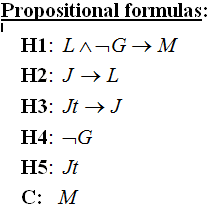 Propositional formulas:
H1: L ∧ ¬G → M
H2: J → L
H3: Jt → J
H4: ¬G
H5: Jt
C: M